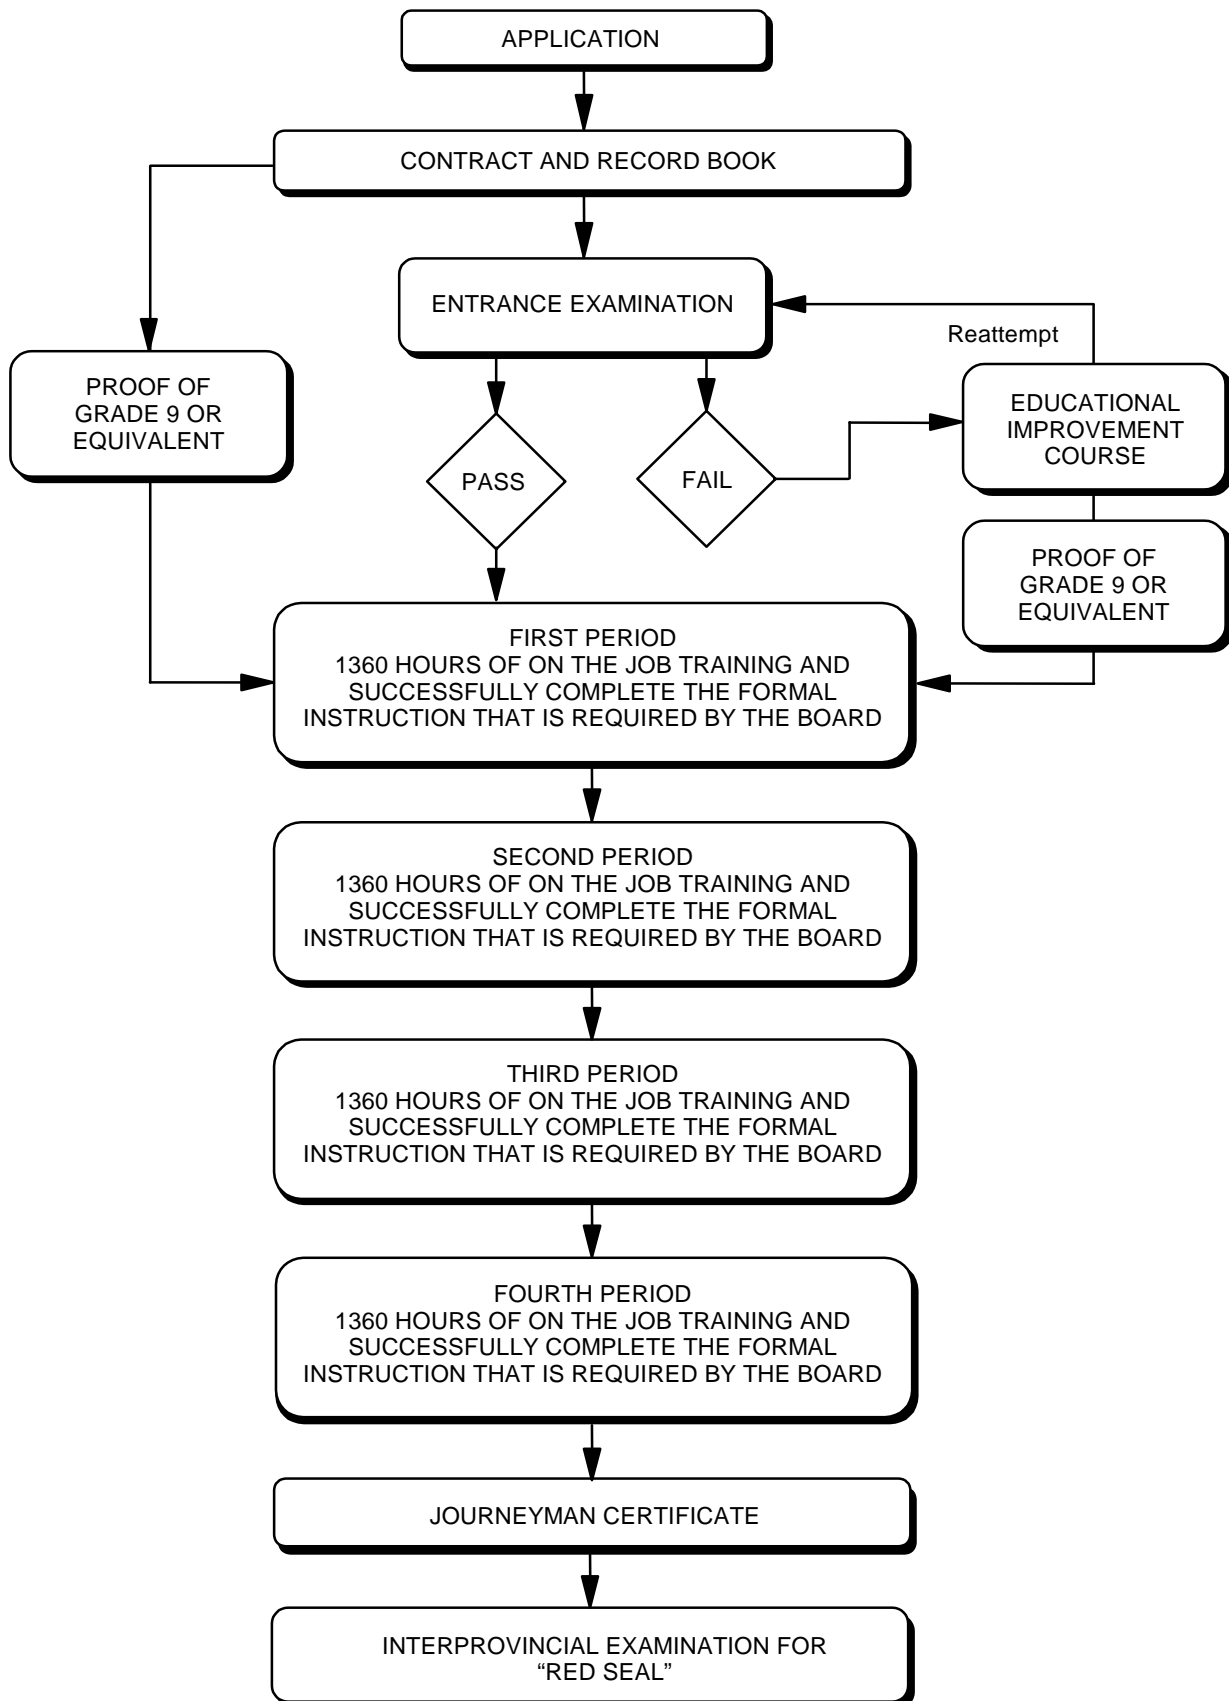 APPLICATION
CONTRACT AND RECORD BOOK
ENTRANCE EXAMINATION
Reattempt
PROOF OF
GRADE 9 OR
EQUIVALENT
PASS
FAIL
EDUCATIONAL
IMPROVEMENT
COURSE
PROOF OF
GRADE 9 OR
EQUIVALENT
FIRST PERIOD
1360 HOURS OF ON THE JOB TRAINING AND
SUCCESSFULLY COMPLETE THE FORMAL
INSTRUCTION THAT IS REQUIRED BY THE BOARD
SECOND PERIOD
1360 HOURS OF ON THE JOB TRAINING AND
SUCCESSFULLY COMPLETE THE FORMAL
INSTRUCTION THAT IS REQUIRED BY THE BOARD
THIRD PERIOD
1360 HOURS OF ON THE JOB TRAINING AND
SUCCESSFULLY COMPLETE THE FORMAL
INSTRUCTION THAT IS REQUIRED BY THE BOARD
FOURTH PERIOD
1360 HOURS OF ON THE JOB TRAINING AND
SUCCESSFULLY COMPLETE THE FORMAL
INSTRUCTION THAT IS REQUIRED BY THE BOARD
JOURNEYMAN CERTIFICATE
INTERPROVINCIAL EXAMINATION FOR
“RED SEAL”